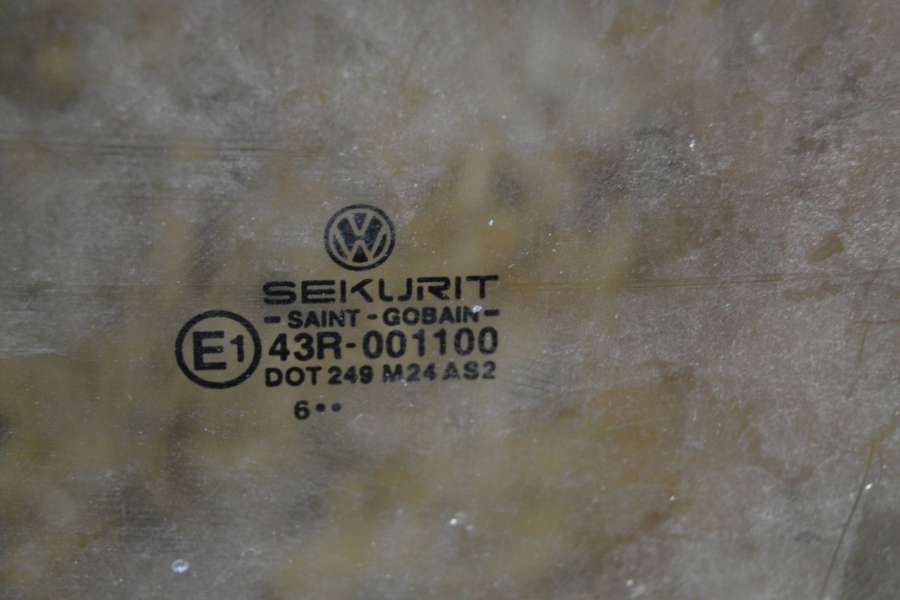 SEKURIT
- SAINT - GOBAIN -
E1 43R-001100
DOT 249 M24 AS2
6••